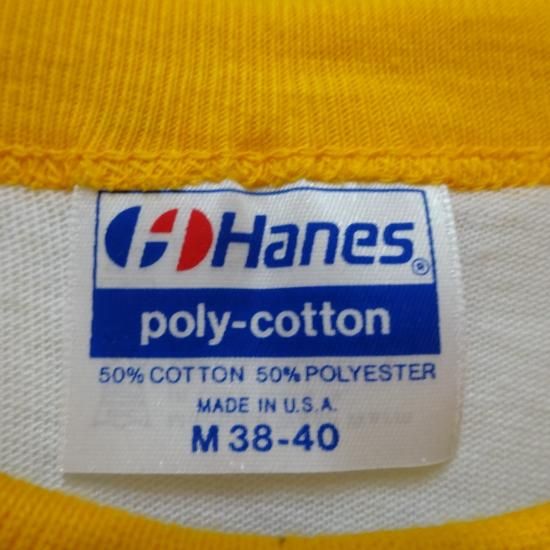 Hanes®
poly-cotton
50% COTTON 50% POLYESTER
MADE IN U.S.A.
M 38-40